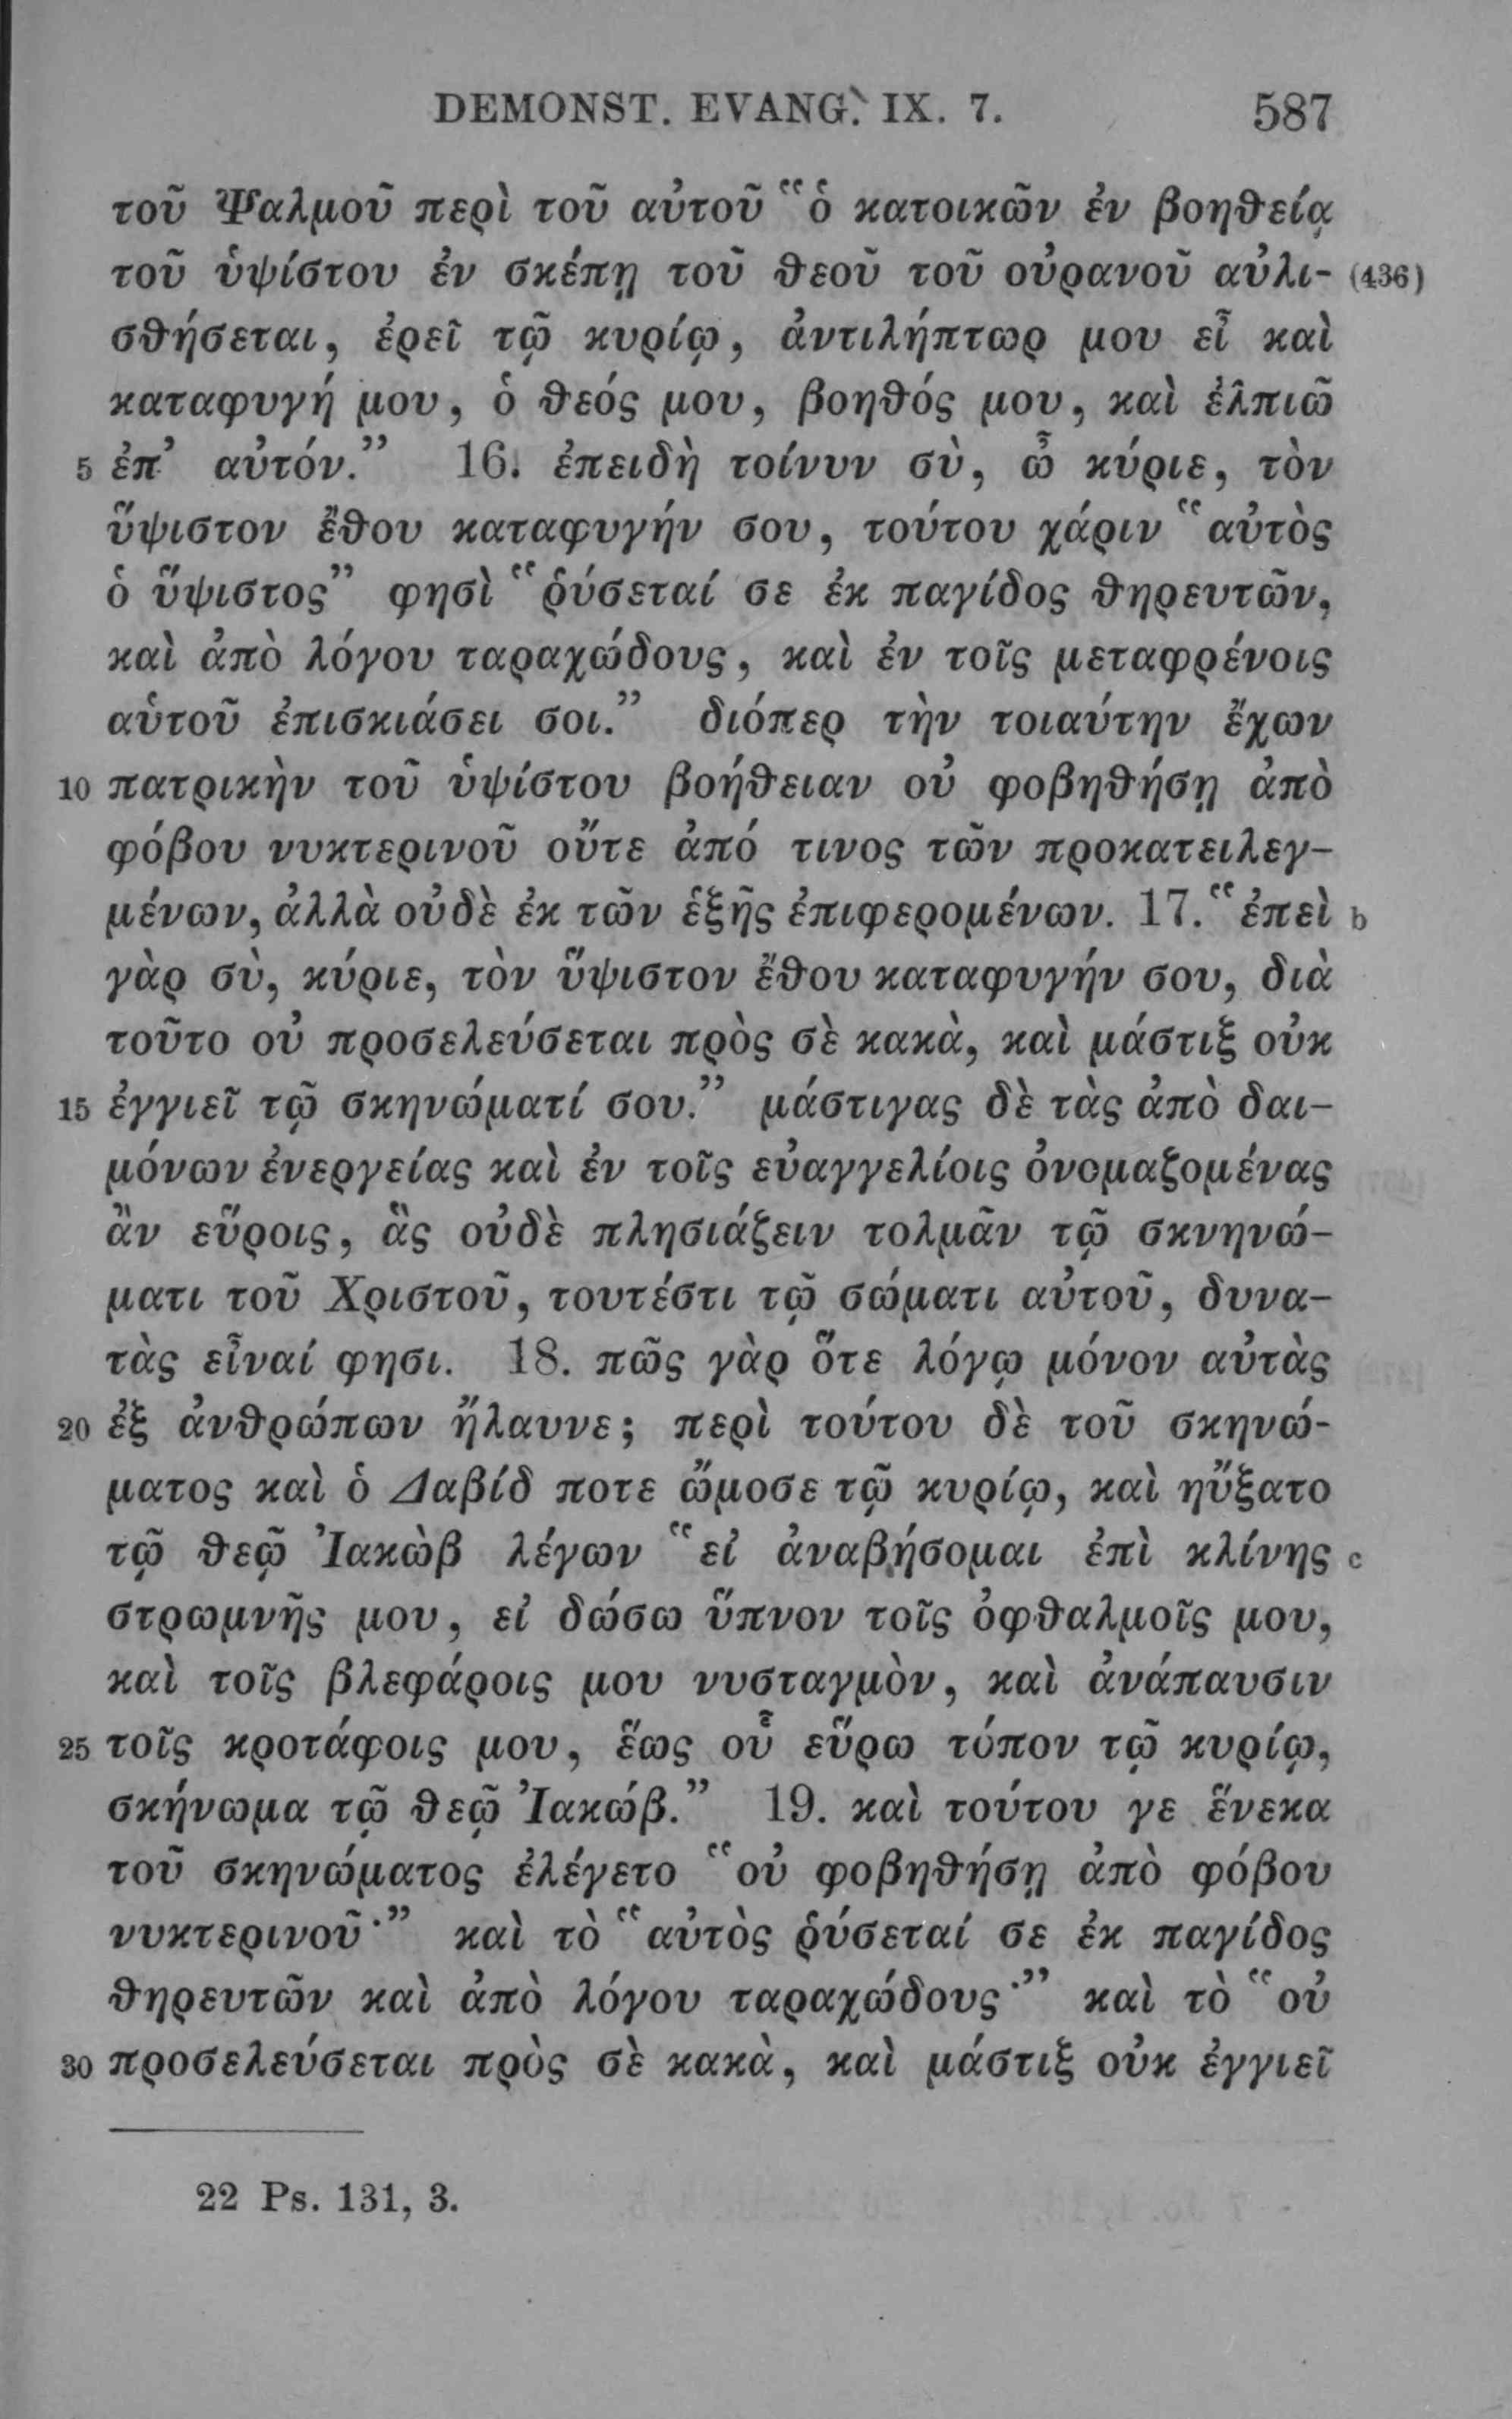 DEMONST. EVANG. IX. 7. 587
τοῦ Ψαλμοῦ περὶ τοῦ αὐτοῦ “ὁ κατοικῶν ἐν βοηθείᾳ
τοῦ ὑψίστου ἐν σκέπῃ τοῦ θεοῦ τοῦ οὐρανοῦ αὐλι- (436)
σθήσεται, ἐρεῖ τῷ κυρίῳ, ἀντιλήπτωρ μου εἶ καὶ
καταφυγή μου, ὁ θεός μου, βοηθός μου, καὶ ἐλπιῶ
5 ἐπ’ αὐτόν.” 16. ἐπειδὴ τοίνυν σὺ, ὦ κύριε, τὸν
ὕψιστον ἔθου καταφυγήν σου, τούτου χάριν “αὐτὸς
ὁ ὕψιστος” φησὶ “ῥύσεταί σε ἐκ παγίδος θηρευτῶν,
καὶ ἀπὸ λόγου ταραχώδους, καὶ ἐν τοῖς μεταφρένοις
αὑτοῦ ἐπισκιάσει σοι.” διόπερ τὴν τοιαύτην ἔχων
10 πατρικὴν τοῦ ὑψίστου βοήθειαν οὐ φοβηθήσῃ ἀπὸ
φόβου νυκτερινοῦ οὔτε ἀπό τινος τῶν προκατειλεγ-
μένων, ἀλλὰ οὐδὲ ἐκ τῶν ἑξῆς ἐπιφερομένων. 17. “ἐπεὶ b
γὰρ σὺ, κύριε, τὸν ὕψιστον ἔθου καταφυγήν σου, διὰ
τοῦτο οὐ προσελεύσεται πρὸς σὲ κακὰ, καὶ μάστιξ οὐκ
15 ἐγγιεῖ τῷ σκηνώματί σου.” μάστιγας δὲ τὰς ἀπὸ δαι-
μόνων ἐνεργείας καὶ ἐν τοῖς εὐαγγελίοις ὀνομαζομένας
ἂν εὕροις, ἃς οὐδὲ πλησιάζειν τολμᾶν τῷ σκνηνώ-
ματι τοῦ Χριστοῦ, τουτέστι τῷ σώματι αὐτοῦ, δυνα-
τὰς εἶναί φησι. 18. πῶς γὰρ ὅτε λόγῳ μόνον αὐτὰς
20 ἐξ ἀνθρώπων ἤλαυνε; περὶ τούτου δὲ τοῦ σκηνώ-
ματος καὶ ὁ Δαβίδ ποτε ὤμοσε τῷ κυρίῳ, καὶ ηὔξατο
τῷ θεῷ Ἰακὼβ λέγων “εἰ ἀναβήσομαι ἐπὶ κλίνης c
στρωμνῆς μου, εἰ δώσω ὕπνον τοῖς ὀφθαλμοῖς μου,
καὶ τοῖς βλεφάροις μου νυσταγμὸν, καὶ ἀνάπαυσιν
25 τοῖς κροτάφοις μου, ἕως οὗ εὕρω τόπον τῷ κυρίῳ,
σκήνωμα τῷ θεῷ Ἰακώβ.” 19. καὶ τούτου γε ἕνεκα
τοῦ σκηνώματος ἐλέγετο “οὐ φοβηθήσῃ ἀπὸ φόβου
νυκτερινοῦ·” καὶ τὸ “αὐτὸς ῥύσεταί σε ἐκ παγίδος
θηρευτῶν καὶ ἀπὸ λόγου ταραχώδους·” καὶ τὸ “οὐ
30 προσελεύσεται πρὸς σὲ κακὰ, καὶ μάστιξ οὐκ ἐγγιεῖ
22 Ps. 131, 3.